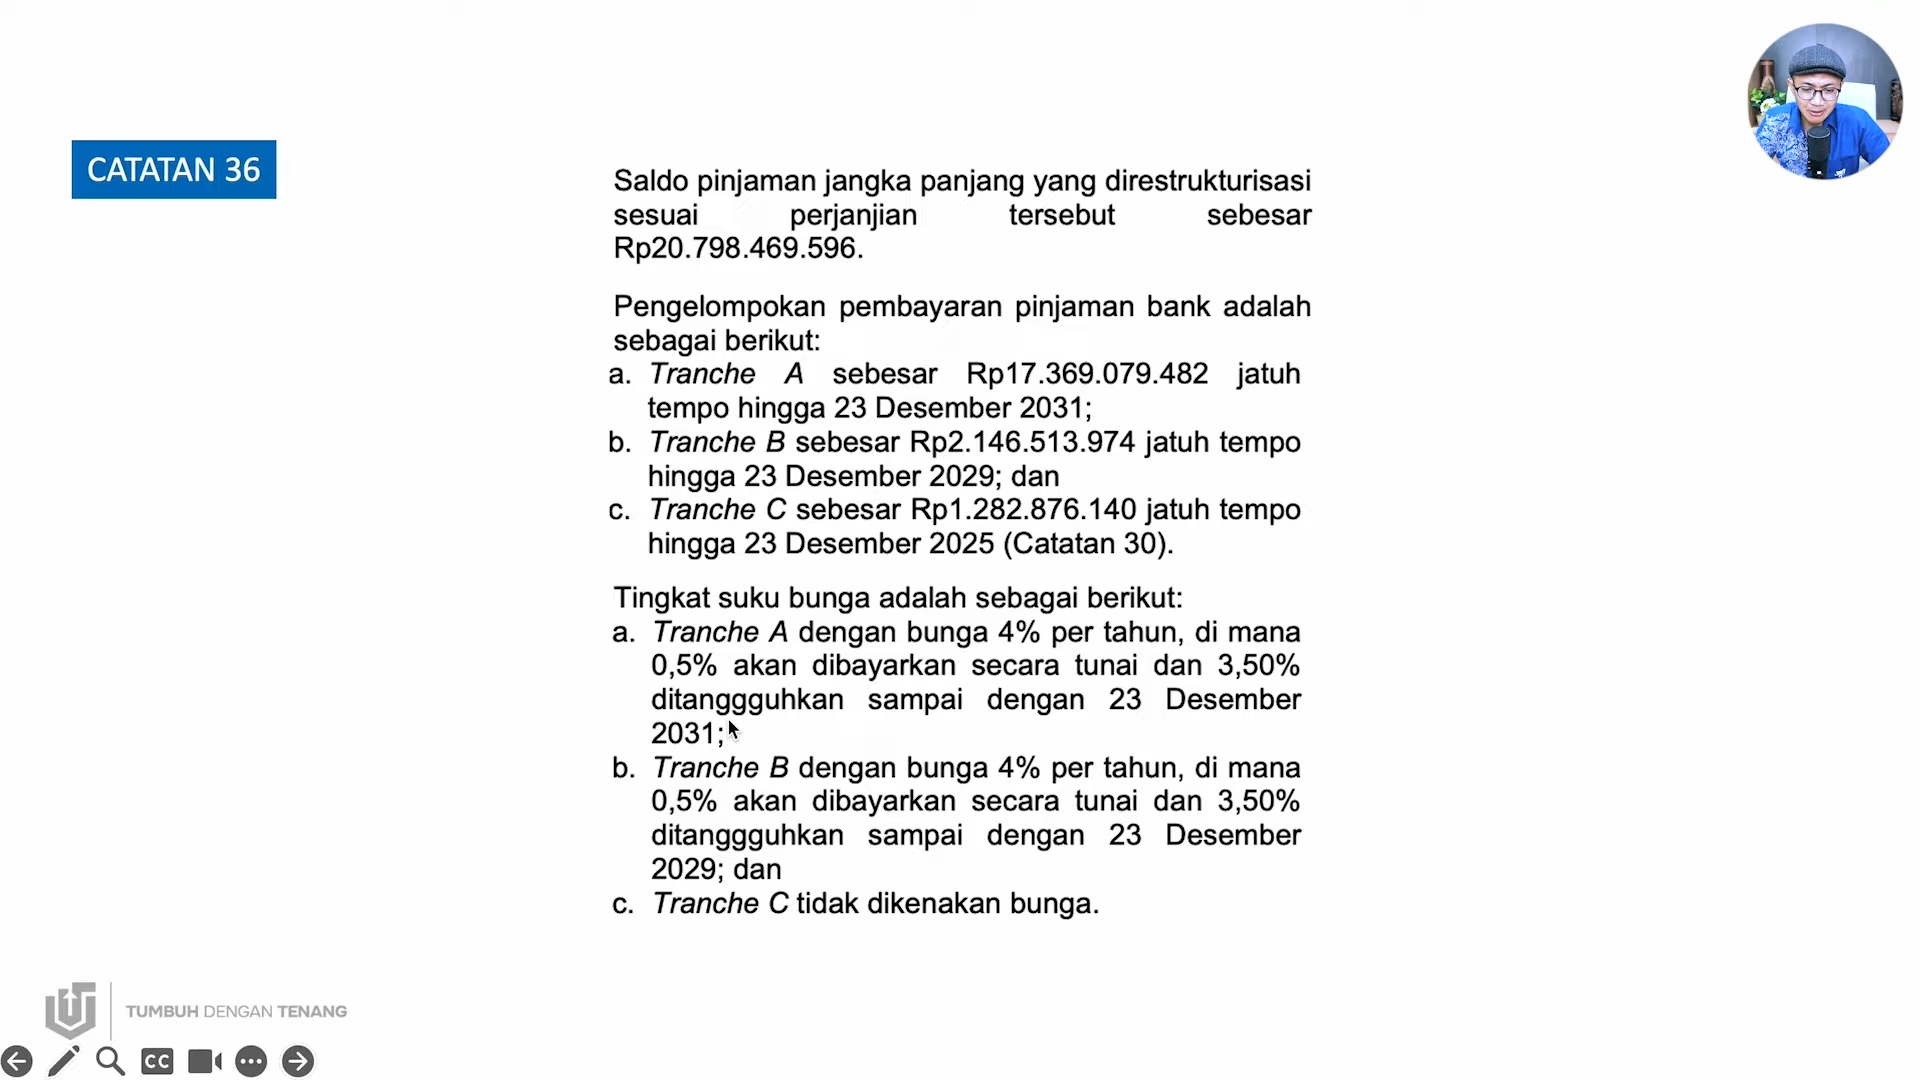 CATATAN 36
Saldo pinjaman jangka panjang yang direstrukturisasi
sesuai perjanjian tersebut sebesar
Rp20.798.469.596.
Pengelompokan pembayaran pinjaman bank adalah
sebagai berikut:
a. Tranche A sebesar Rp17.369.079.482 jatuh
tempo hingga 23 Desember 2031;
b. Tranche B sebesar Rp2.146.513.974 jatuh tempo
hingga 23 Desember 2029; dan
c. Tranche C sebesar Rp1.282.876.140 jatuh tempo
hingga 23 Desember 2025 (Catatan 30).
Tingkat suku bunga adalah sebagai berikut:
a. Tranche A dengan bunga 4% per tahun, di mana
0,5% akan dibayarkan secara tunai dan 3,50%
ditanggguhkan sampai dengan 23 Desember
2031;
b. Tranche B dengan bunga 4% per tahun, di mana
0,5% akan dibayarkan secara tunai dan 3,50%
ditanggguhkan sampai dengan 23 Desember
2029; dan
c. Tranche C tidak dikenakan bunga.
TUMBUH DENGAN TENANG
CC